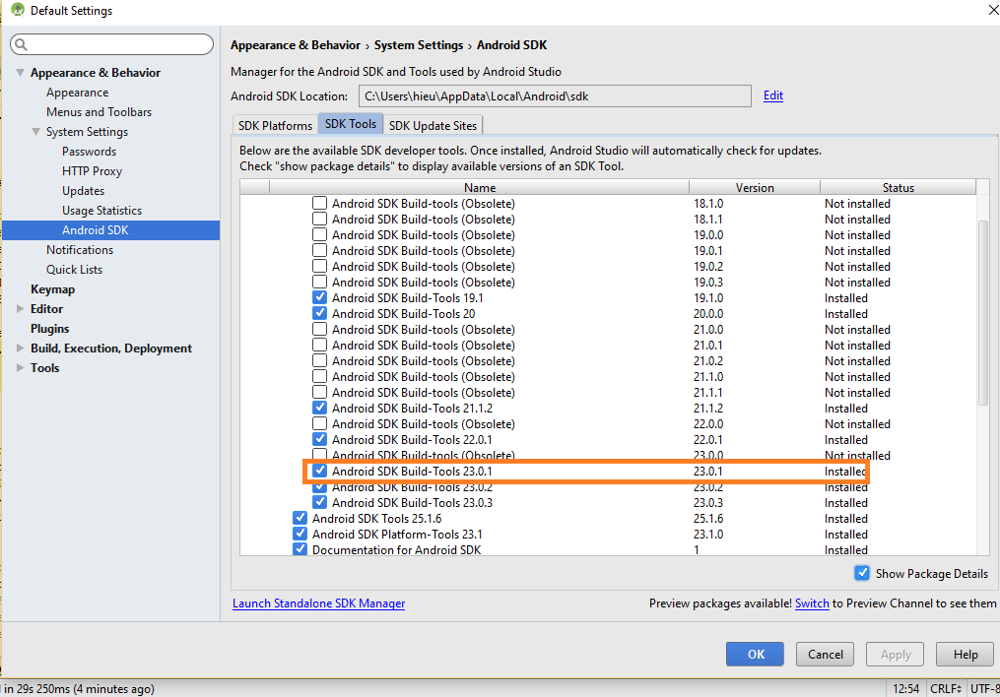 Default Settings
Appearance & Behavior
Appearance
Menus and Toolbars
System Settings
Passwords
HTTP Proxy
Updates
Usage Statistics
Android SDK
Notifications
Quick Lists
Keymap
Editor
Plugins
Build, Execution, Deployment
Tools
Appearance & Behavior › System Settings › Android SDK
Manager for the Android SDK and Tools used by Android Studio
Android SDK Location: C:\Users\hieu\AppData\Local\Android\sdk Edit
SDK Platforms SDK Tools SDK Update Sites
Below are the available SDK developer tools. Once installed, Android Studio will automatically check for updates.
Check "show package details" to display available versions of an SDK Tool.
Name Version Status
Android SDK Build-tools (Obsolete) 18.1.0 Not installed
Android SDK Build-tools (Obsolete) 18.1.1 Not installed
Android SDK Build-tools (Obsolete) 19.0.0 Not installed
Android SDK Build-tools (Obsolete) 19.0.1 Not installed
Android SDK Build-tools (Obsolete) 19.0.2 Not installed
Android SDK Build-tools (Obsolete) 19.0.3 Not installed
Android SDK Build-Tools 19.1 19.1.0 Installed
Android SDK Build-Tools 20 20.0.0 Installed
Android SDK Build-tools (Obsolete) 21.0.0 Not installed
Android SDK Build-tools (Obsolete) 21.0.1 Not installed
Android SDK Build-tools (Obsolete) 21.0.2 Not installed
Android SDK Build-tools (Obsolete) 21.1.0 Not installed
Android SDK Build-tools (Obsolete) 21.1.1 Not installed
Android SDK Build-Tools 21.1.2 21.1.2 Installed
Android SDK Build-tools (Obsolete) 22.0.0 Not installed
Android SDK Build-Tools 22.0.1 22.0.1 Installed
Android SDK Build-tools (Obsolete) 23.0.0 Not installed
Android SDK Build-Tools 23.0.1 23.0.1 Installed
Android SDK Build-Tools 23.0.2 23.0.2 Installed
Android SDK Build-Tools 23.0.3 23.0.3 Installed
Android SDK Tools 25.1.6 25.1.6 Installed
Android SDK Platform-Tools 23.1 23.1.0 Installed
Documentation for Android SDK 1 Installed
Show Package Details
Launch Standalone SDK Manager Preview packages available! Switch to Preview Channel to see them
OK Cancel Apply Help
in 29s 250ms (4 minutes ago) 12:54 CRLF UTF-8